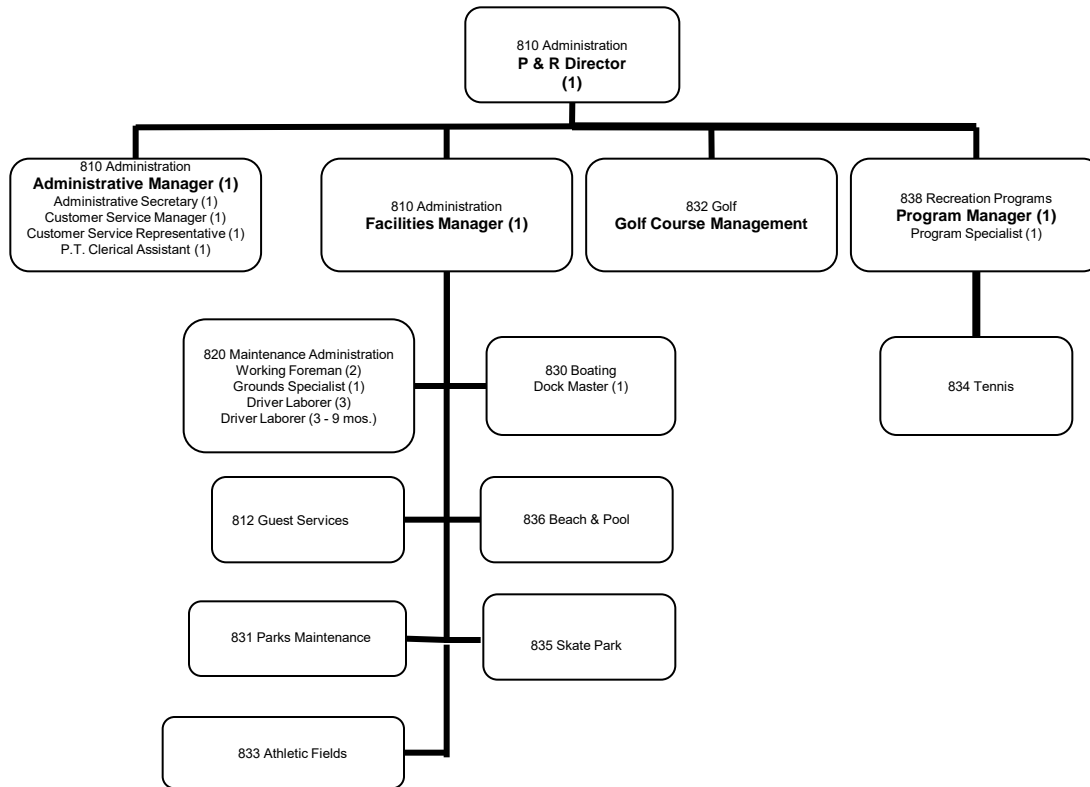 810 Administration
P & R Director
(1)
810 Administration
Administrative Manager (1)
Administrative Secretary (1)
Customer Service Manager (1)
Customer Service Representative (1)
P.T. Clerical Assistant (1)
810 Administration
Facilities Manager (1)
832 Golf
Golf Course Management
838 Recreation Programs
Program Manager (1)
Program Specialist (1)
820 Maintenance Administration
Working Foreman (2)
Grounds Specialist (1)
Driver Laborer (3)
Driver Laborer (3 - 9 mos.)
830 Boating
Dock Master (1)
834 Tennis
812 Guest Services
836 Beach & Pool
831 Parks Maintenance
835 Skate Park
833 Athletic Fields